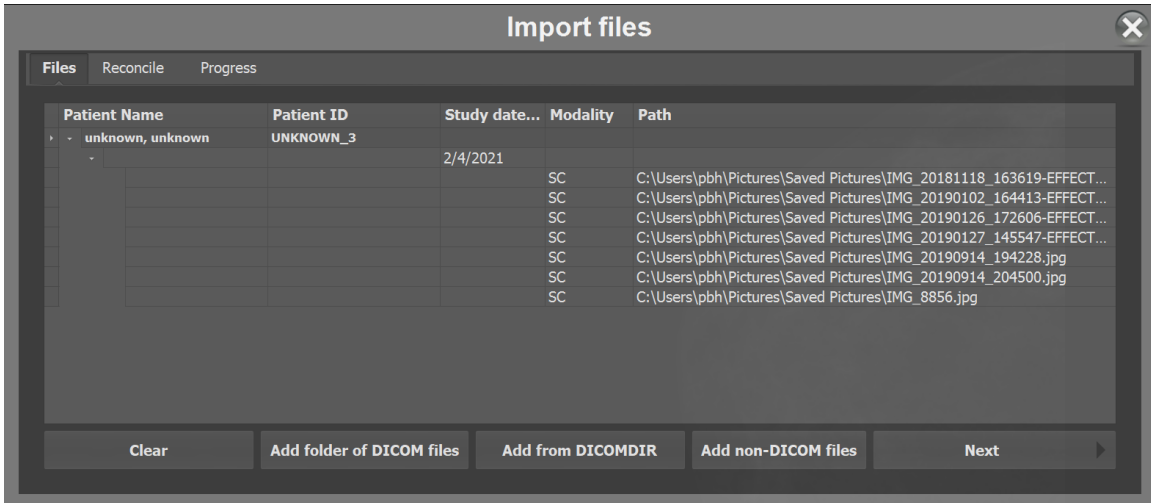 Import files
Files Reconcile Progress
Patient Name Patient ID Study date... Modality Path
unknown, unknown UNKNOWN_3
2/4/2021
SC C:\Users\pbh\Pictures\Saved Pictures\IMG_20181118_163619-EFFECT...
SC C:\Users\pbh\Pictures\Saved Pictures\IMG_20190102_164413-EFFECT...
SC C:\Users\pbh\Pictures\Saved Pictures\IMG_20190126_172606-EFFECT...
SC C:\Users\pbh\Pictures\Saved Pictures\IMG_20190127_145547-EFFECT...
SC C:\Users\pbh\Pictures\Saved Pictures\IMG_20190914_194228.jpg
SC C:\Users\pbh\Pictures\Saved Pictures\IMG_20190914_204500.jpg
SC C:\Users\pbh\Pictures\Saved Pictures\IMG_8856.jpg
Clear Add folder of DICOM files Add from DICOMDIR Add non-DICOM files Next